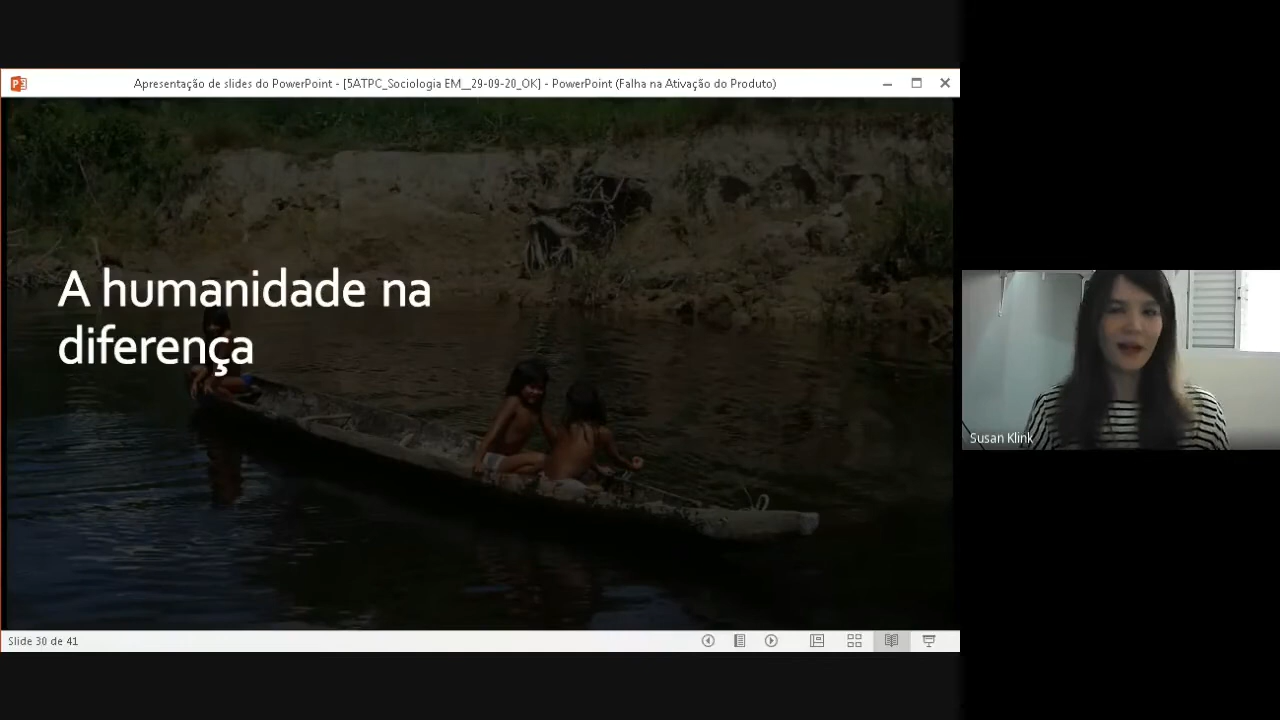 Apresentação de slides do PowerPoint - [5ATPC_Sociologia EM__29-09-20_OK] - PowerPoint (Falha na Ativação do Produto)
A humanidade na
diferença
Susan Klink
Slide 30 de 41